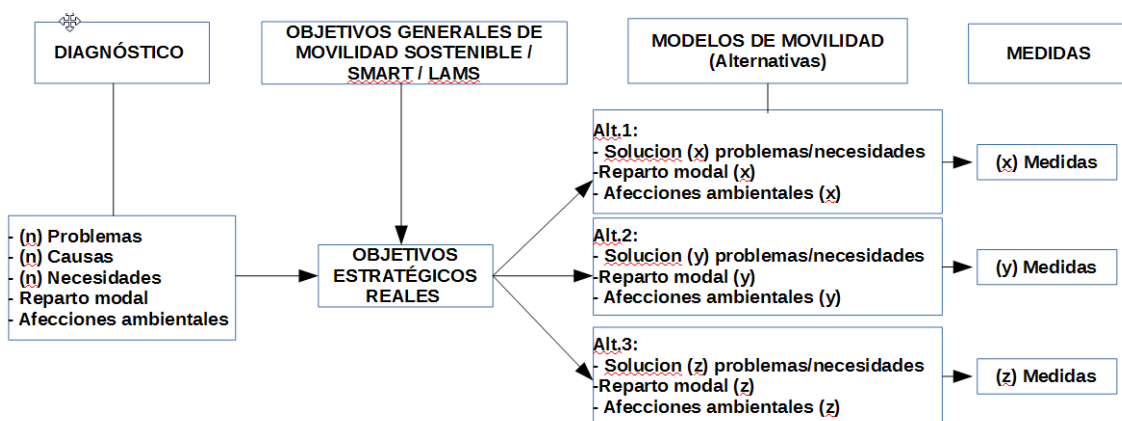 DIAGNÓSTICO
OBJETIVOS GENERALES DE
MOVILIDAD SOSTENIBLE /
SMART / LAMS
MODELOS DE MOVILIDAD
(Alternativas)
MEDIDAS
- (n) Problemas
- (n) Causas
- (n) Necesidades
- Reparto modal
- Afecciones ambientales
OBJETIVOS
ESTRATÉGICOS
REALES
Alt.1:
- Solucion (x) problemas/necesidades
-Reparto modal (x)
- Afecciones ambientales (x)
(x) Medidas
Alt.2:
- Solucion (y) problemas/necesidades
-Reparto modal (y)
- Afecciones ambientales (y)
(y) Medidas
Alt.3:
- Solucion (z) problemas/necesidades
-Reparto modal (z)
- Afecciones ambientales (z)
(z) Medidas